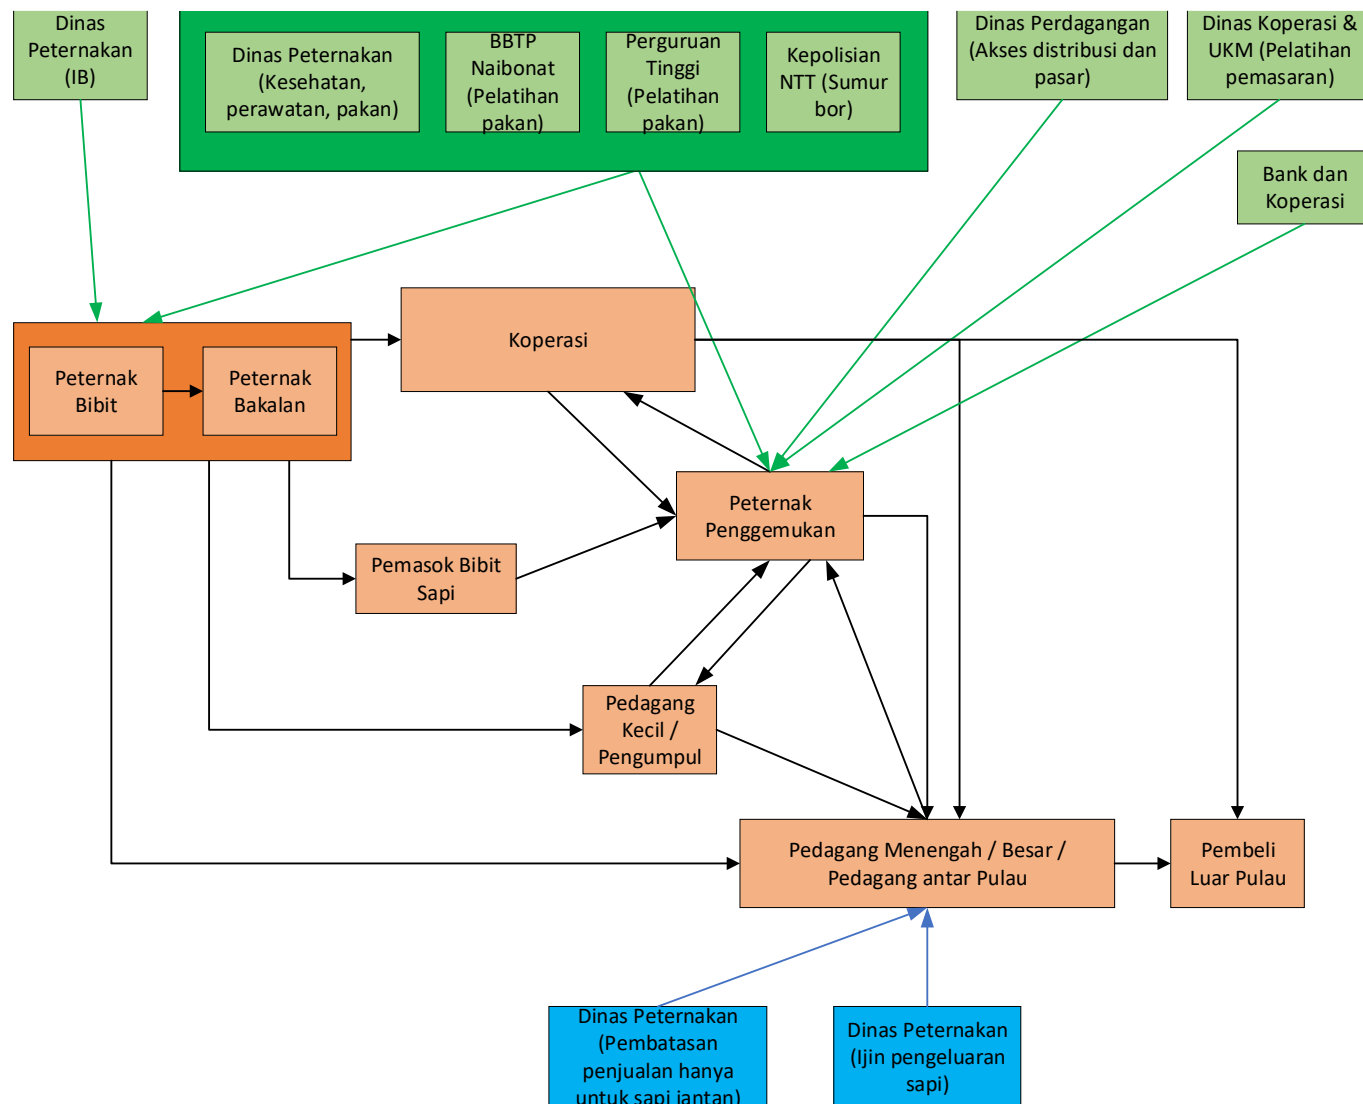 Dinas
Peternakan
(IB)
Dinas Peternakan
(Kesehatan,
perawatan, pakan)
BBTP
Naibonat
(Pelatihan
pakan)
Perguruan
Tinggi
(Pelatihan
pakan)
Kepolisian
NTT (Sumur
bor)
Dinas Perdagangan
(Akses distribusi dan
pasar)
Dinas Koperasi &
UKM (Pelatihan
pemasaran)
Bank dan
Koperasi
Koperasi
Peternak
Bibit
Peternak
Bakalan
Peternak
Penggemukan
Pemasok Bibit
Sapi
Pedagang
Kecil /
Pengumpul
Pedagang Menengah / Besar /
Pedagang antar Pulau
Pembeli
Luar Pulau
Dinas Peternakan
(Pembatasan
penjualan hanya
untuk sapi jantan)
Dinas Peternakan
(Ijin pengeluaran
sapi)